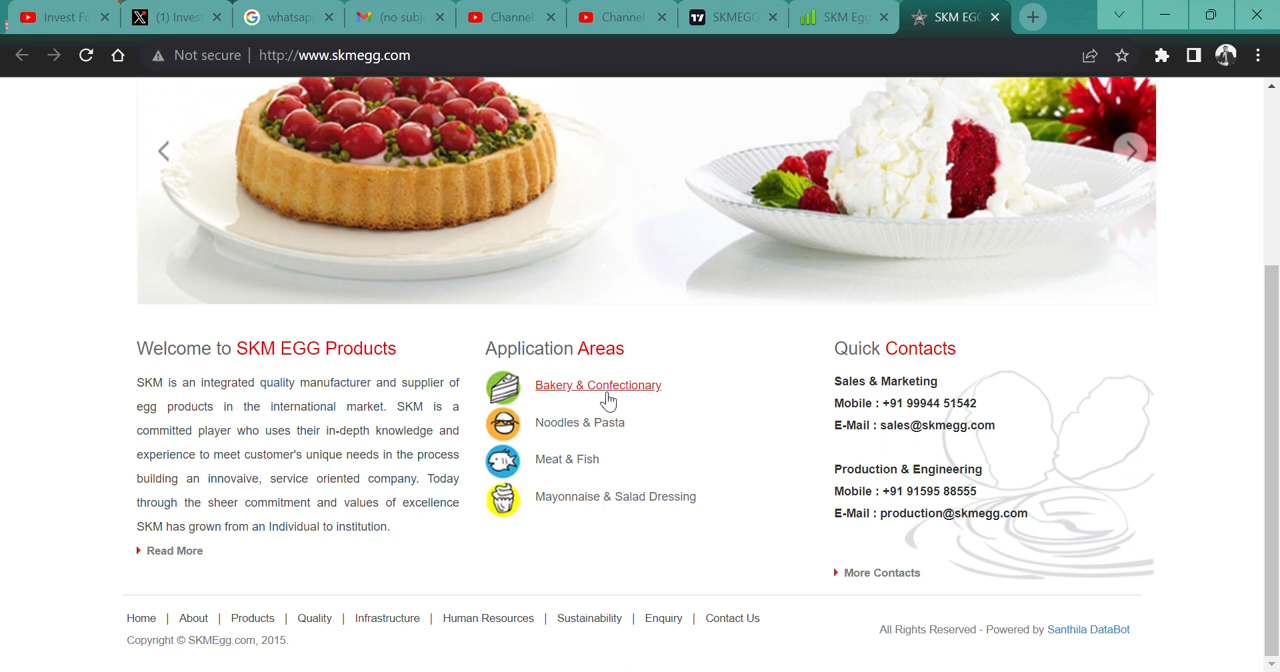 Invest Fo
(1) Invest
whatsap
(no subj
Channel
Channel
SKMEGG
SKM Egg
SKM EGG
Not secure | http://www.skmegg.com
Welcome to SKM EGG Products
SKM is an integrated quality manufacturer and supplier of
egg products in the international market. SKM is a
committed player who uses their in-depth knowledge and
experience to meet customer's unique needs in the process
building an innovaive, service oriented company. Today
through the sheer commitment and values of excellence
SKM has grown from an Individual to institution.
Read More
Application Areas
Bakery & Confectionary
Noodles & Pasta
Meat & Fish
Mayonnaise & Salad Dressing
Quick Contacts
Sales & Marketing
Mobile : +91 99944 51542
E-Mail : sales@skmegg.com
Production & Engineering
Mobile : +91 91595 88555
E-Mail : production@skmegg.com
More Contacts
Home | About | Products | Quality | Infrastructure | Human Resources | Sustainability | Enquiry | Contact Us
Copyright © SKMEgg.com, 2015.
All Rights Reserved - Powered by Santhila DataBot